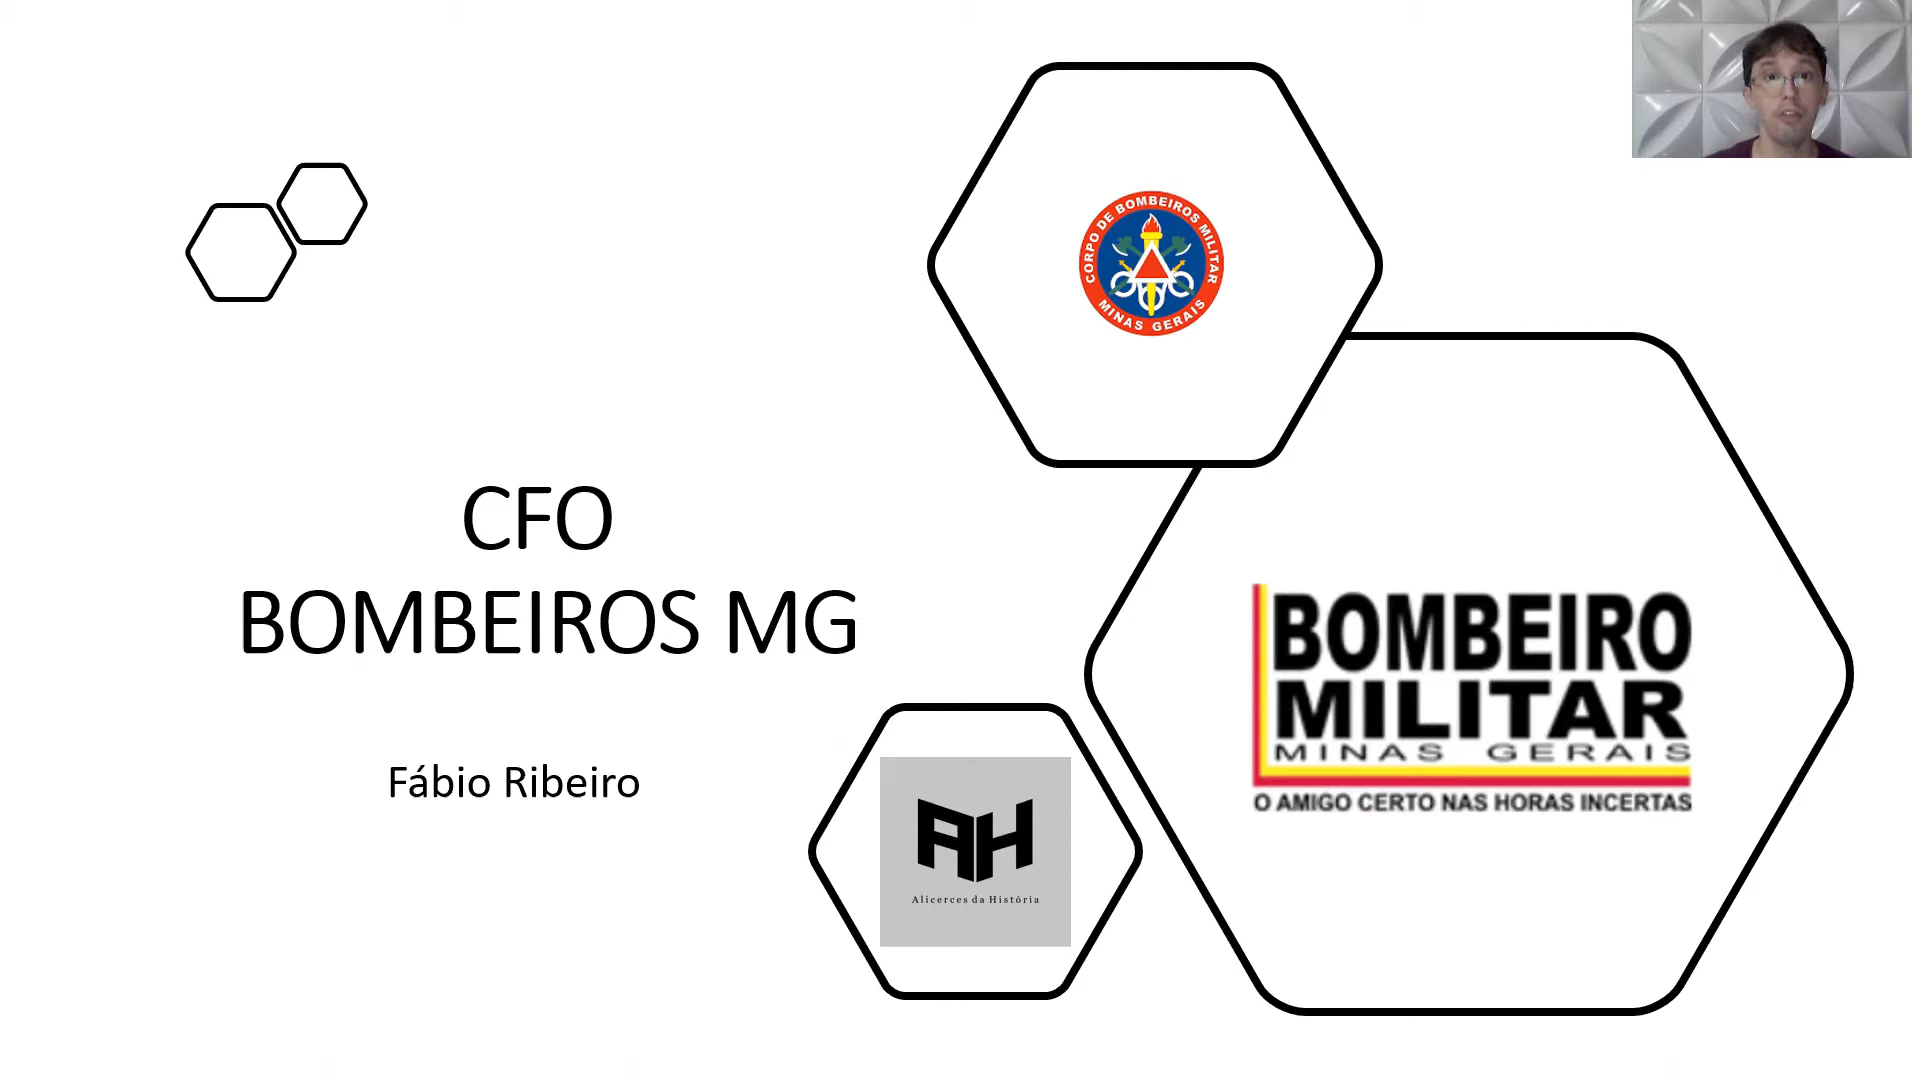 CORPO DE BOMBEIROS MILITAR
MINAS GERAIS
CFO
BOMBEIROS MG
Fábio Ribeiro
BOMBEIRO
MILITAR
MINAS GERAIS
O AMIGO CERTO NAS HORAS INCERTAS
AH
Alicerces da História